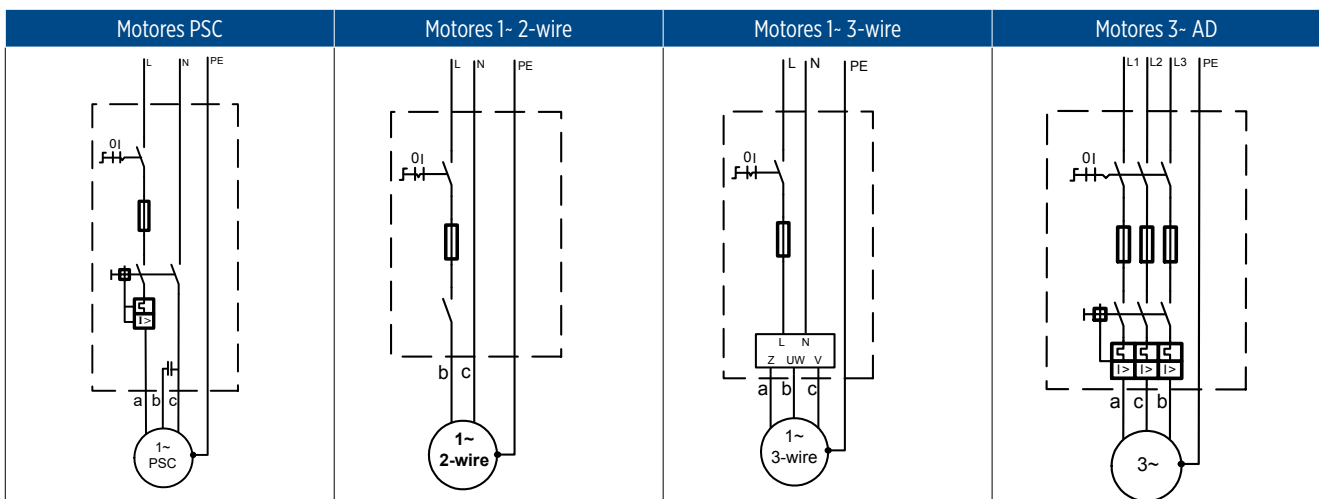 Motores PSC
L N PE
0I
I>
a b c
1~
PSC
Motores 1~ 2-wire
L N PE
0I
b c
1~
2-wire
Motores 1~ 3-wire
L N PE
0I
L N
Z UW V
a b c
1~
3-wire
Motores 3~ AD
L1 L2 L3 PE
0I
I> I> I>
a c b
3~